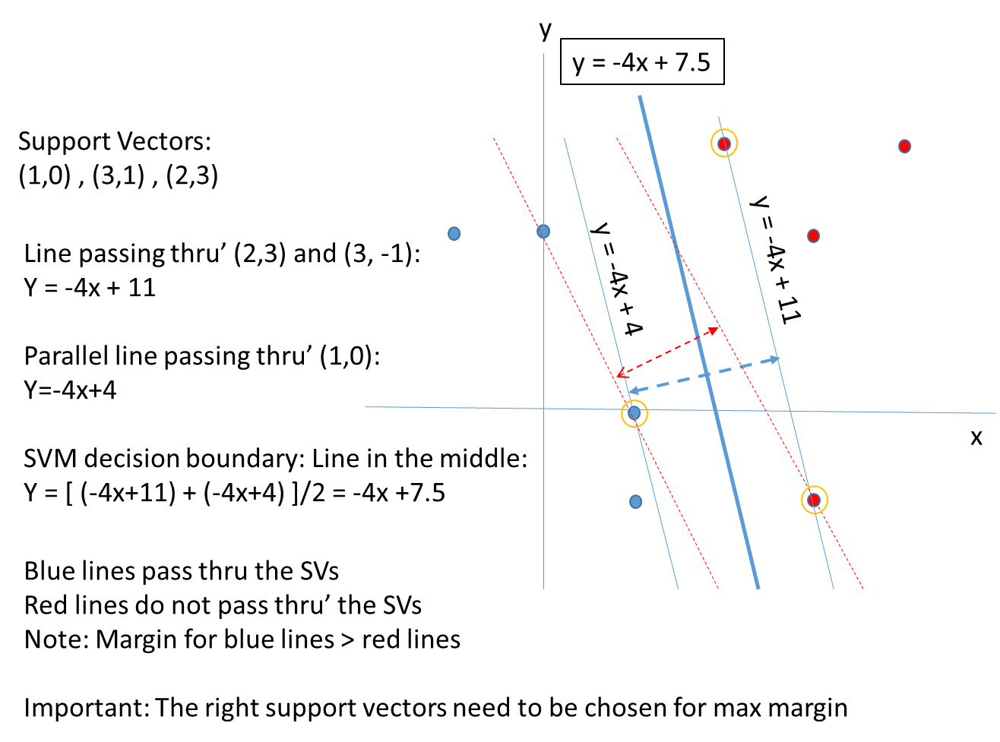 y
y = -4x + 7.5
Support Vectors:
(1,0) , (3,1) , (2,3)
y = -4x + 11
y = -4x + 4
Line passing thru’ (2,3) and (3, -1):
Y = -4x + 11
Parallel line passing thru’ (1,0):
Y=-4x+4
x
SVM decision boundary: Line in the middle:
Y = [ (-4x+11) + (-4x+4) ]/2 = -4x +7.5
Blue lines pass thru the SVs
Red lines do not pass thru’ the SVs
Note: Margin for blue lines > red lines
Important: The right support vectors need to be chosen for max margin